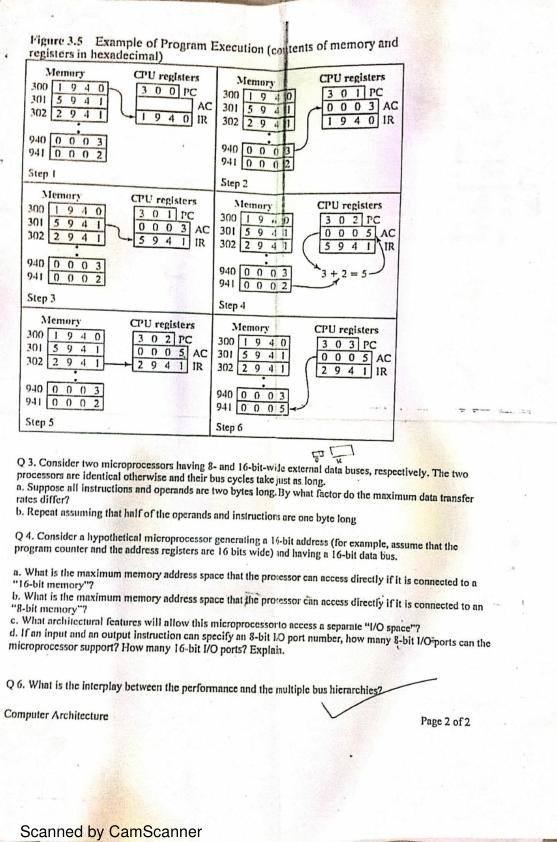 Figure 3.5 Example of Program Execution (contents of memory and
registers in hexadecimal)
Memory CPU registers
300 1 9 4 0 3 0 0 PC
301 5 9 4 1 AC
302 2 9 4 1 1 9 4 0 IR
940 0 0 0 3
941 0 0 0 2
Step 1
Memory CPU registers
300 1 9 4 0 3 0 1 PC
301 5 9 4 1 0 0 0 3 AC
302 2 9 4 1 1 9 4 0 IR
940 0 0 0 3
941 0 0 0 2
Step 2
Memory CPU registers
300 1 9 4 0 3 0 1 PC
301 5 9 4 1 0 0 0 3 AC
302 2 9 4 1 5 9 4 1 IR
940 0 0 0 3
941 0 0 0 2
Step 3
Memory CPU registers
300 1 9 4 0 3 0 2 PC
301 5 9 4 1 0 0 0 5 AC
302 2 9 4 1 5 9 4 1 IR
940 0 0 0 3
941 0 0 0 2
3 + 2 = 5
Step 4
Memory CPU registers
300 1 9 4 0 3 0 2 PC
301 5 9 4 1 0 0 0 5 AC
302 2 9 4 1 2 9 4 1 IR
940 0 0 0 3
941 0 0 0 2
Step 5
Memory CPU registers
300 1 9 4 0 3 0 3 PC
301 5 9 4 1 0 0 0 5 AC
302 2 9 4 1 2 9 4 1 IR
940 0 0 0 3
941 0 0 0 5
Step 6
Q 3. Consider two microprocessors having 8- and 16-bit-wide external data buses, respectively. The two
processors are identical otherwise and their bus cycles take just as long.
a. Suppose all instructions and operands are two bytes long. By what factor do the maximum data transfer
rates differ?
b. Repeat assuming that half of the operands and instructions are one byte long
Q 4. Consider a hypothetical microprocessor generating a 16-bit address (for example, assume that the
program counter and the address registers are 16 bits wide) and having a 16-bit data bus.
a. What is the maximum memory address space that the processor can access directly if it is connected to a
"16-bit memory"?
b. What is the maximum memory address space that the processor can access directly if it is connected to an
"8-bit memory"?
c. What architectural features will allow this microprocessor to access a separate "I/O space"?
d. If an input and an output instruction can specify an 8-bit I/O port number, how many 8-bit I/O ports can the
microprocessor support? How many 16-bit I/O ports? Explain.
Q 6. What is the interplay between the performance and the multiple bus hierarchies?
Computer Architecture Page 2 of 2
Scanned by CamScanner